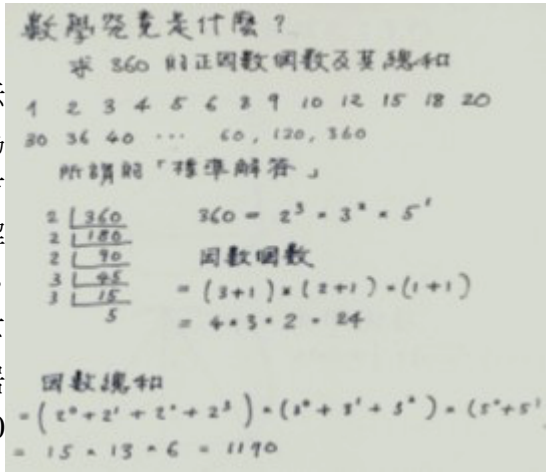 數學究竟是什麼？
求 360 的正因數個數及其總和
1 2 3 4 5 6 8 9 10 12 15 18 20
30 36 40 … 60, 120, 360
所謂的「標準解答」
2 | 360
2 | 180
2 | 90
3 | 45
3 | 15
5
360 = 2³ × 3² × 5¹
因數個數
= (3+1) × (2+1) × (1+1)
= 4 × 3 × 2 = 24
因數總和
= (2⁰ + 2¹ + 2² + 2³) × (3⁰ + 3¹ + 3²) × (5⁰ + 5¹
= 15 × 13 × 6 = 1170